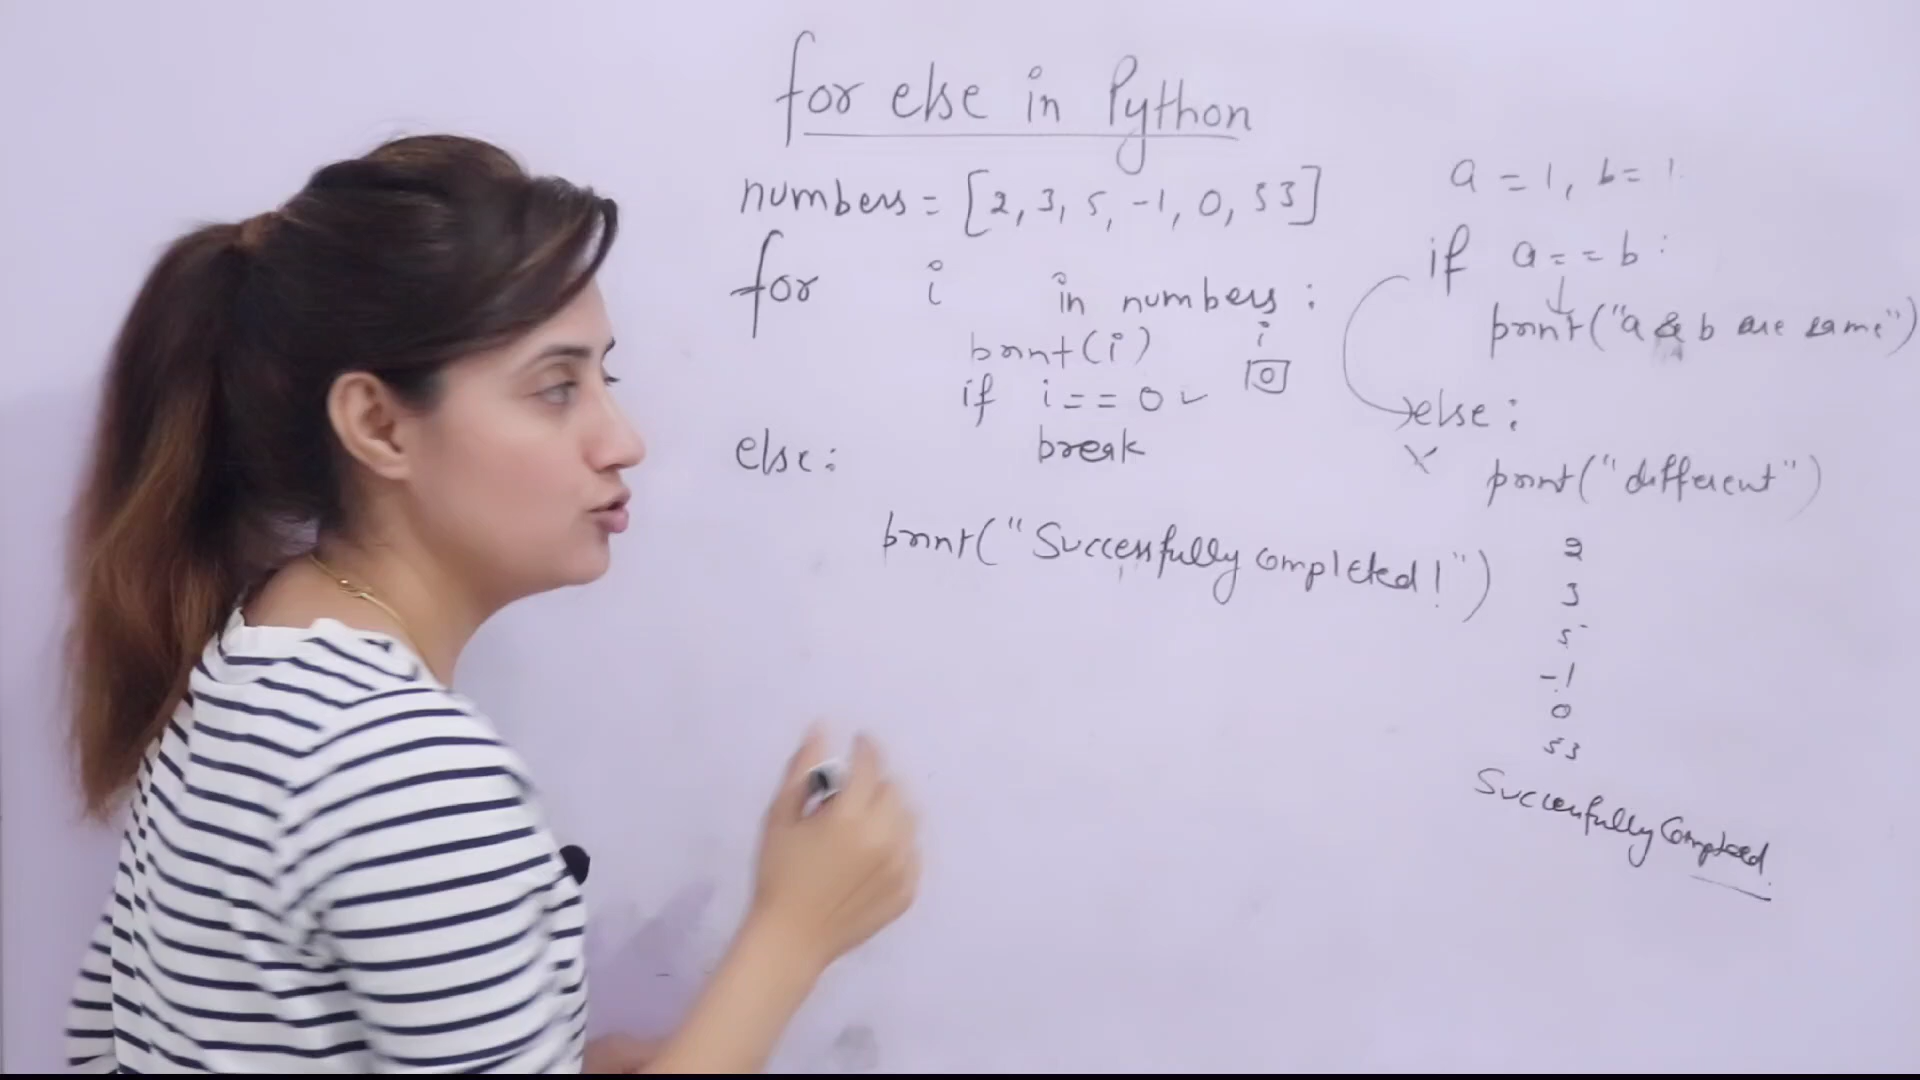 for else in Python
numbers = [2, 3, 5, -1, 0, 53]
for i in numbers :
print(i)
if i == 0
break
else:
print("Successfully completed!")
i
0
a = 1, b = 1
if a == b :
print("a & b are same")
else :
print("different")
2
3
5
-1
0
53
Successfully Completed